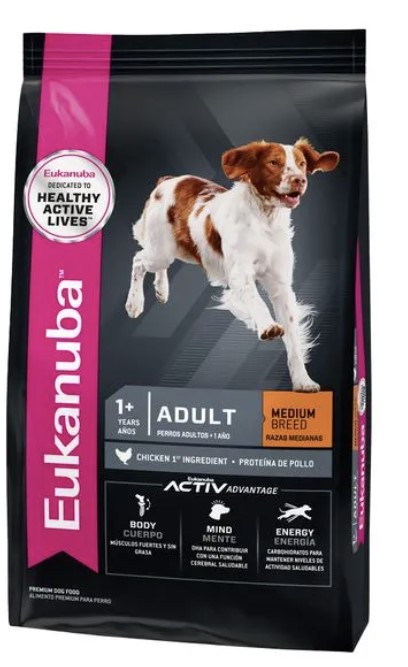 Eukanuba
DEDICATED TO
HEALTHY
ACTIVE
LIVES™
Eukanuba™
1+
YEARS
AÑOS
ADULT
PERROS ADULTOS +1 AÑO
MEDIUM
BREED
RAZAS MEDIANAS
CHICKEN 1ST INGREDIENT • PROTEÍNA DE POLLO
Eukanuba
ACTIV ADVANTAGE
BODY
CUERPO
MÚSCULOS FUERTES Y SIN
GRASA
MIND
MENTE
DHA PARA CONTRIBUIR
CON UNA FUNCIÓN
CEREBRAL SALUDABLE
ENERGY
ENERGÍA
CARBOHIDRATOS PARA
MANTENER NIVELES DE
ACTIVIDAD SALUDABLES
PREMIUM DOG FOOD
ALIMENTO PREMIUM PARA PERRO
Eukanuba